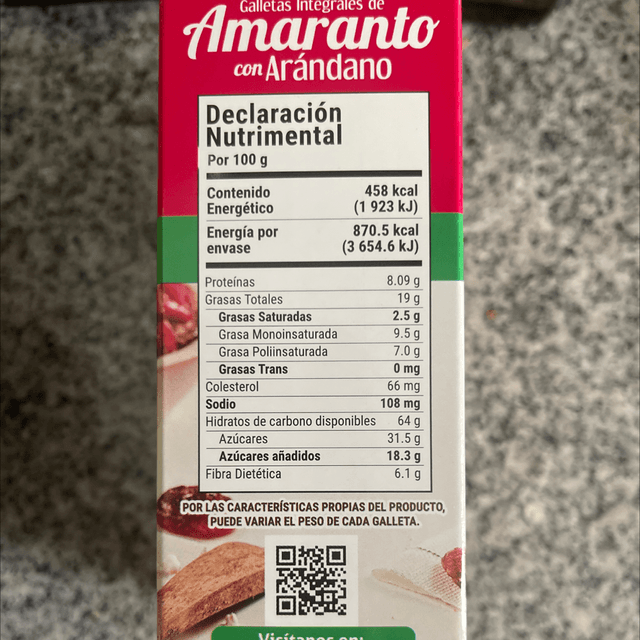 Galletas Integrales de
Amaranto
con Arándano
Declaración
Nutrimental
Por 100 g
Contenido Energético 458 kcal (1 923 kJ)
Energía por envase 870.5 kcal (3 654.6 kJ)
Proteínas 8.09 g
Grasas Totales 19 g
Grasas Saturadas 2.5 g
Grasa Monoinsaturada 9.5 g
Grasa Poliinsaturada 7.0 g
Grasas Trans 0 mg
Colesterol 66 mg
Sodio 108 mg
Hidratos de carbono disponibles 64 g
Azúcares 31.5 g
Azúcares añadidos 18.3 g
Fibra Dietética 6.1 g
POR LAS CARACTERÍSTICAS PROPIAS DEL PRODUCTO,
PUEDE VARIAR EL PESO DE CADA GALLETA.
Visítanos en: